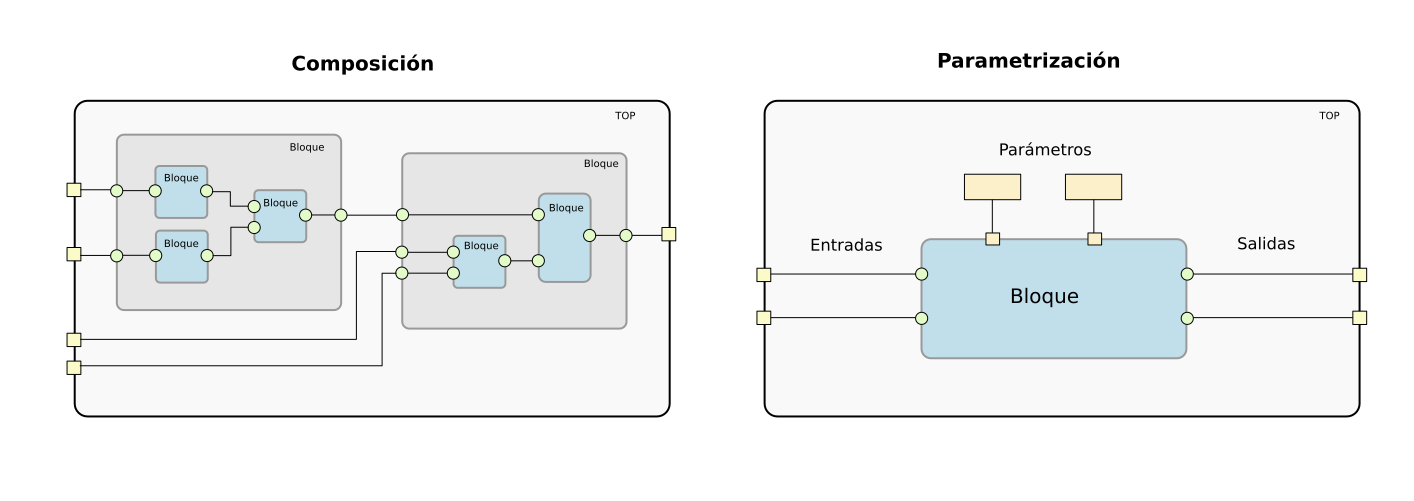 Composición
TOP
Bloque
Bloque
Bloque
Bloque
Bloque
Bloque
Bloque
Parametrización
TOP
Parámetros
Entradas
Salidas
Bloque